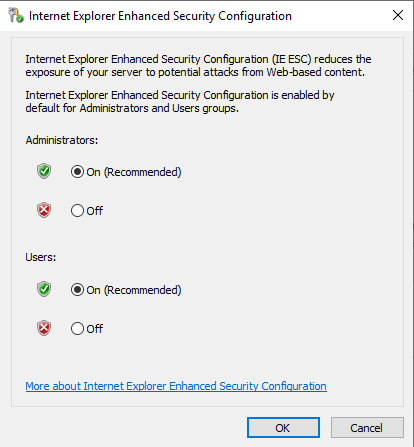 Internet Explorer Enhanced Security Configuration
Internet Explorer Enhanced Security Configuration (IE ESC) reduces the
exposure of your server to potential attacks from Web-based content.
Internet Explorer Enhanced Security Configuration is enabled by
default for Administrators and Users groups.
Administrators:
On (Recommended)
Off
Users:
On (Recommended)
Off
More about Internet Explorer Enhanced Security Configuration
OK
Cancel